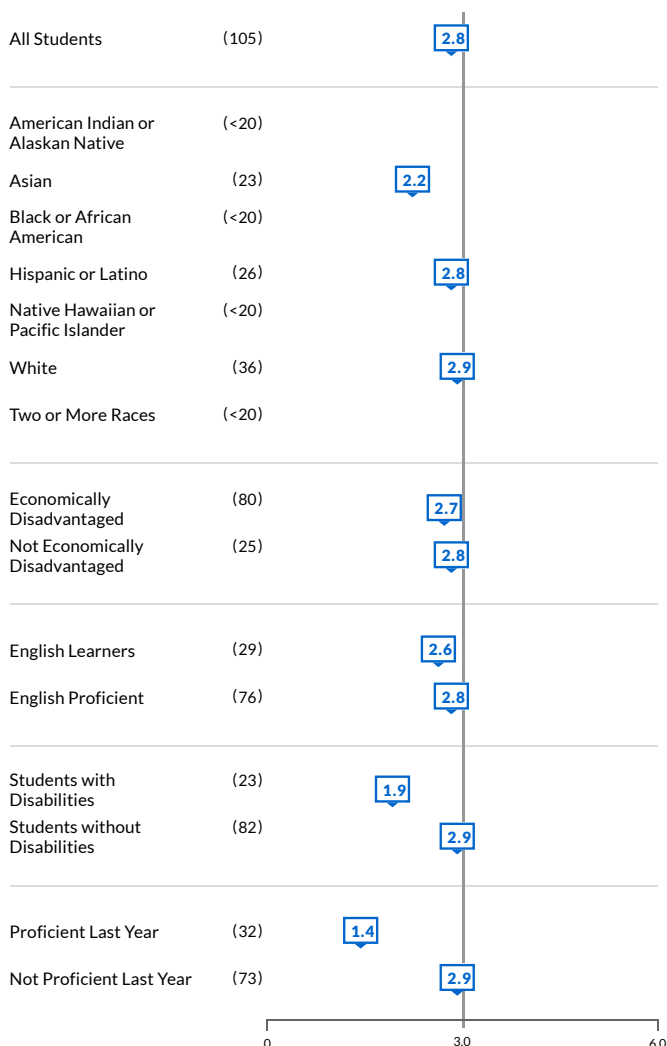 All Students (105) 2.8
American Indian or (<20)
Alaskan Native
Asian (23) 2.2
Black or African (<20)
American
Hispanic or Latino (26) 2.8
Native Hawaiian or (<20)
Pacific Islander
White (36) 2.9
Two or More Races (<20)
Economically (80) 2.7
Disadvantaged
Not Economically (25) 2.8
Disadvantaged
English Learners (29) 2.6
English Proficient (76) 2.8
Students with (23) 1.9
Disabilities
Students without (82) 2.9
Disabilities
Proficient Last Year (32) 1.4
Not Proficient Last Year (73) 2.9
0 3.0 6.0